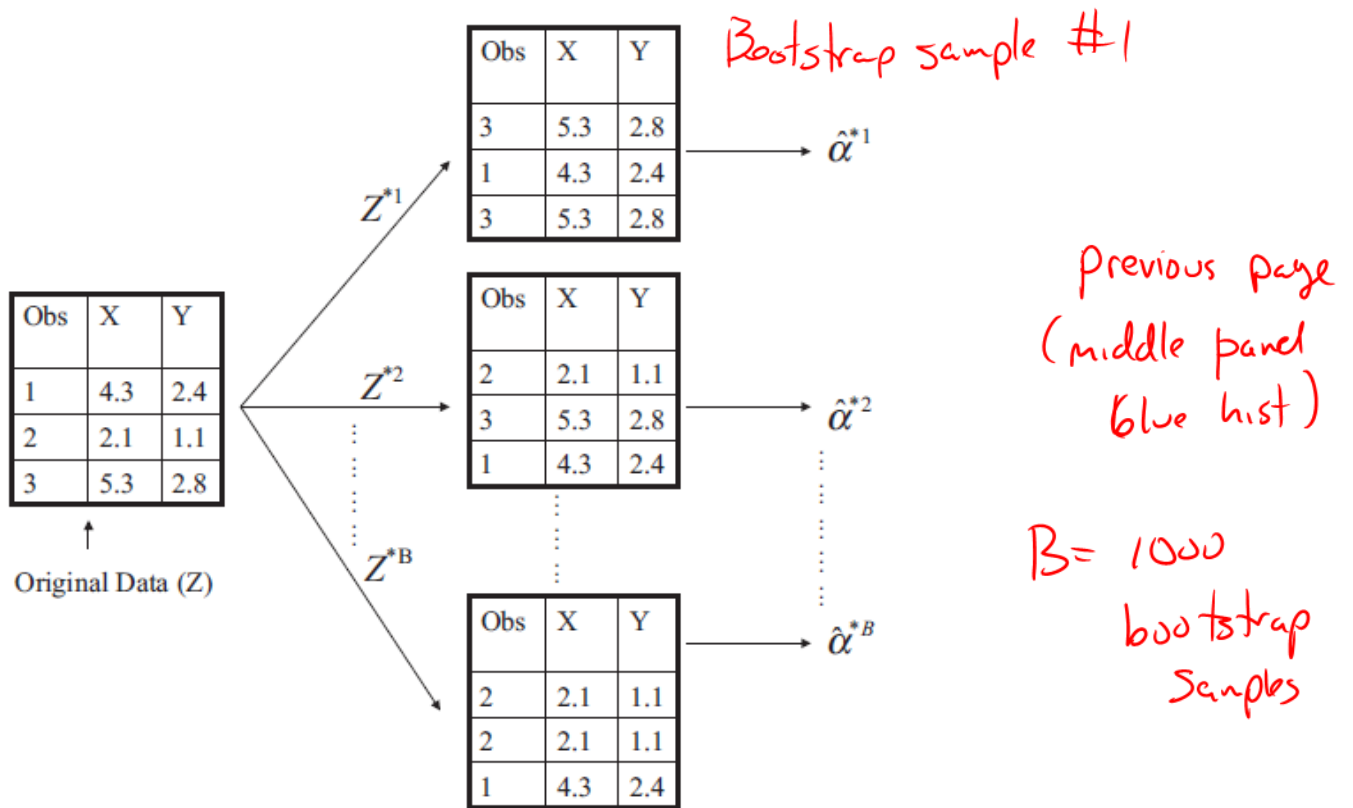 Bootstrap sample #1
Obs X Y
3 5.3 2.8
1 4.3 2.4
3 5.3 2.8
α̂*1
Z*1
previous page
(middle panel
blue hist)
Obs X Y
1 4.3 2.4
2 2.1 1.1
3 5.3 2.8
Original Data (Z)
Z*2
Obs X Y
2 2.1 1.1
3 5.3 2.8
1 4.3 2.4
α̂*2
B= 1000
bootstrap
samples
Z*B
Obs X Y
2 2.1 1.1
2 2.1 1.1
1 4.3 2.4
α̂*B